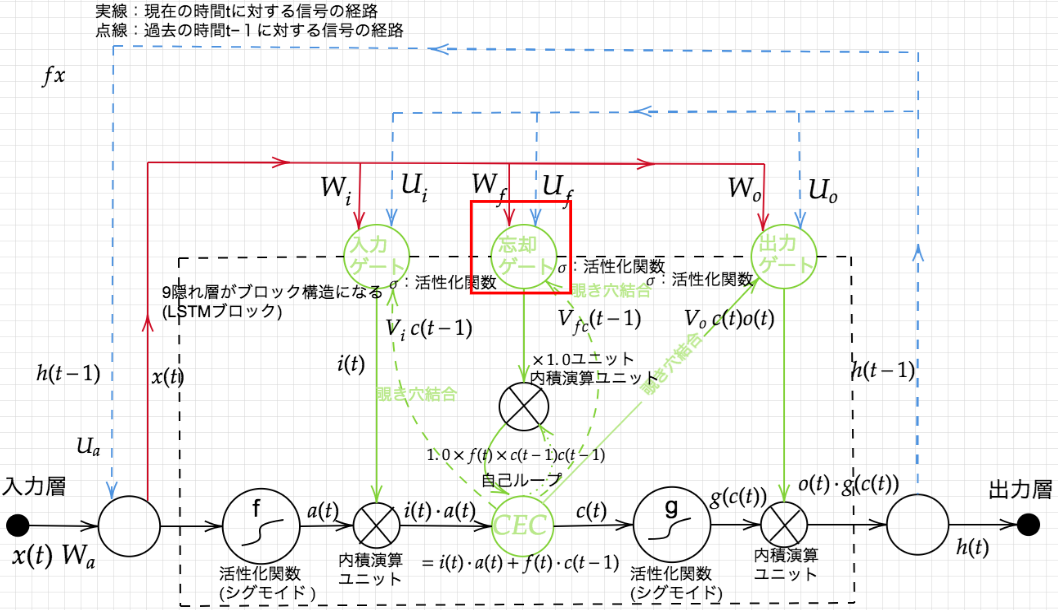 実線：現在の時間tに対する信号の経路
点線：過去の時間t-１に対する信号の経路
fx
W_i
U_i
W_f
U_f
W_o
U_o
入力
ゲート
忘却
ゲート
出力
ゲート
σ：活性化関数
σ：活性化関数
σ：活性化関数
9隠れ層がブロック構造になる
(LSTMブロック)
覗き穴結合
V_i c(t−1)
V_fc(t−1)
V_o c(t)o(t)
i(t)
×1.0ユニット
内積演算ユニット
覗き穴結合
覗き穴結合
h(t−1)
x(t)
h(t−1)
U_a
1.0×f(t)×c(t−1)c(t−1)
自己ループ
入力層
f
a(t)
i(t)·a(t)
CEC
c(t)
g
g(c(t))
o(t)·g(c(t))
出力層
x(t) W_a
内積演算
ユニット
=i(t)·a(t)+f(t)·c(t−1)
内積演算
ユニット
h(t)
活性化関数
(シグモイド)
活性化関数
(シグモイド)